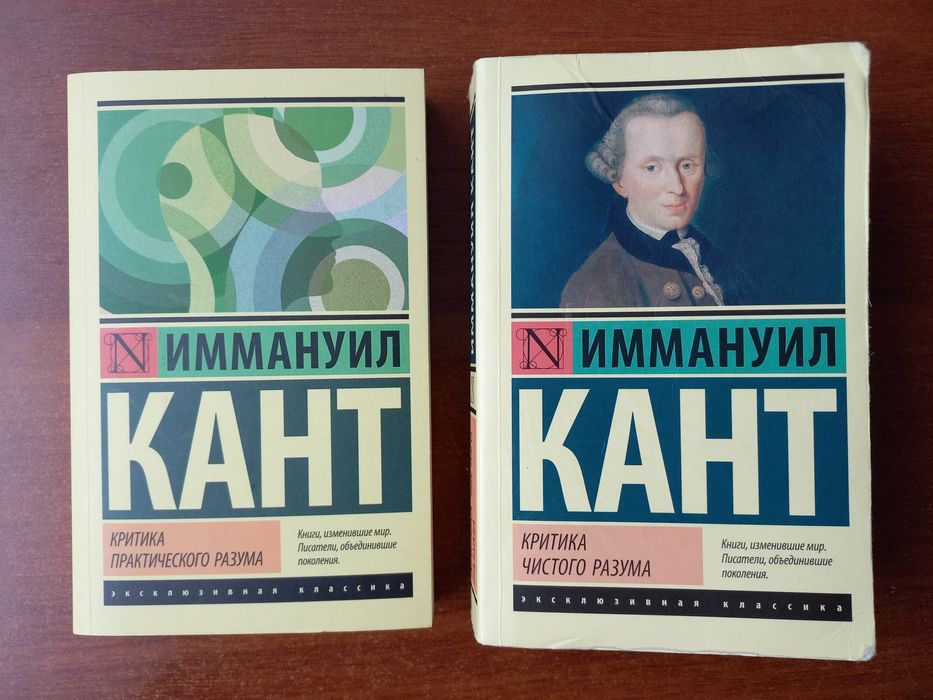 N ИММАНУИЛ
КАНТ
КРИТИКА
ПРАКТИЧЕСКОГО РАЗУМА
Книги, изменившие мир.
Писатели, объединившие
поколения.
эксклюзивная классика
N ИММАНУИЛ
КАНТ
КРИТИКА
ЧИСТОГО РАЗУМА
Книги, изменившие мир.
Писатели, объединившие
поколения.
эксклюзивная классика